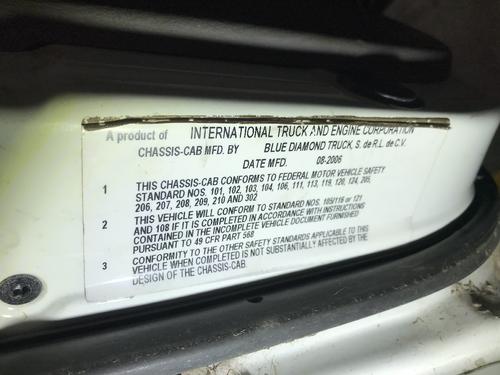 A product of INTERNATIONAL TRUCK AND ENGINE CORPORATION
CHASSIS-CAB MFD. BY BLUE DIAMOND TRUCK, S. de R.L. de C.V.
DATE MFD. 08-2006
1 THIS CHASSIS-CAB CONFORMS TO FEDERAL MOTOR VEHICLE SAFETY
STANDARD NOS. 101, 102, 103, 104, 106, 111, 113, 119, 120, 124, 205,
206, 207, 208, 209, 210 AND 302
2 THIS VEHICLE WILL CONFORM TO STANDARD NOS. 105/116 or 121
AND 108 IF IT IS COMPLETED IN ACCORDANCE WITH INSTRUCTIONS
CONTAINED IN THE INCOMPLETE VEHICLE DOCUMENT FURNISHED
PURSUANT TO 49 CFR PART 568
3 CONFORMITY TO THE OTHER SAFETY STANDARDS APPLICABLE TO THIS
VEHICLE WHEN COMPLETED IS NOT SUBSTANTIALLY AFFECTED BY THE
DESIGN OF THE CHASSIS-CAB.